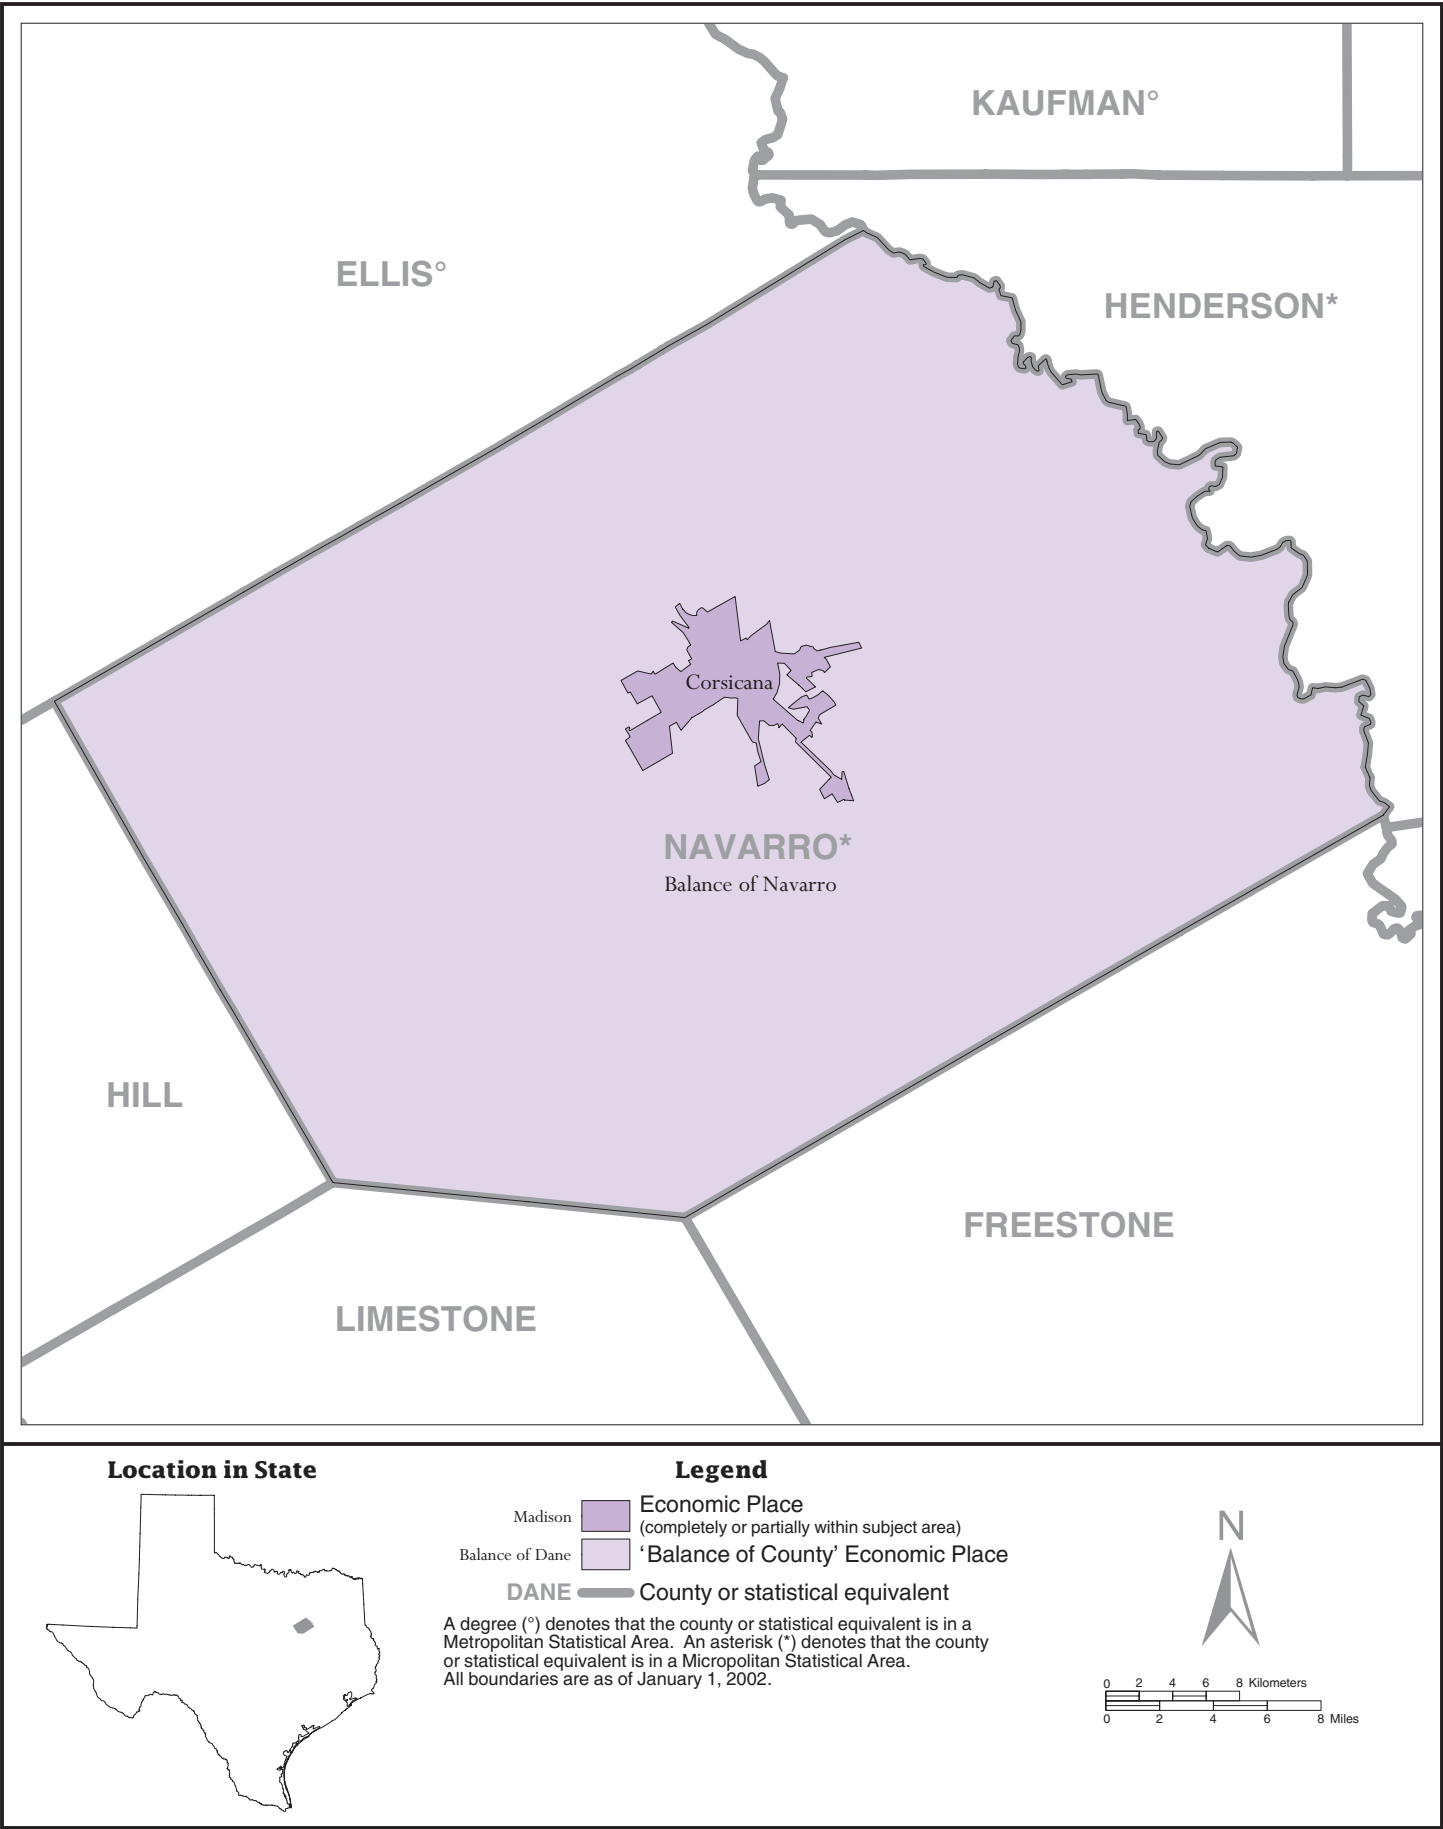 KAUFMAN°
ELLIS°
HENDERSON*
Corsicana
NAVARRO*
Balance of Navarro
HILL
FREESTONE
LIMESTONE
Location in State
Legend
Madison
Economic Place
(completely or partially within subject area)
Balance of Dane
‘Balance of County’ Economic Place
DANE
County or statistical equivalent
A degree (°) denotes that the county or statistical equivalent is in a
Metropolitan Statistical Area. An asterisk (*) denotes that the county
or statistical equivalent is in a Micropolitan Statistical Area.
All boundaries are as of January 1, 2002.
N
0 2 4 6 8 Kilometers
0 2 4 6 8 Miles